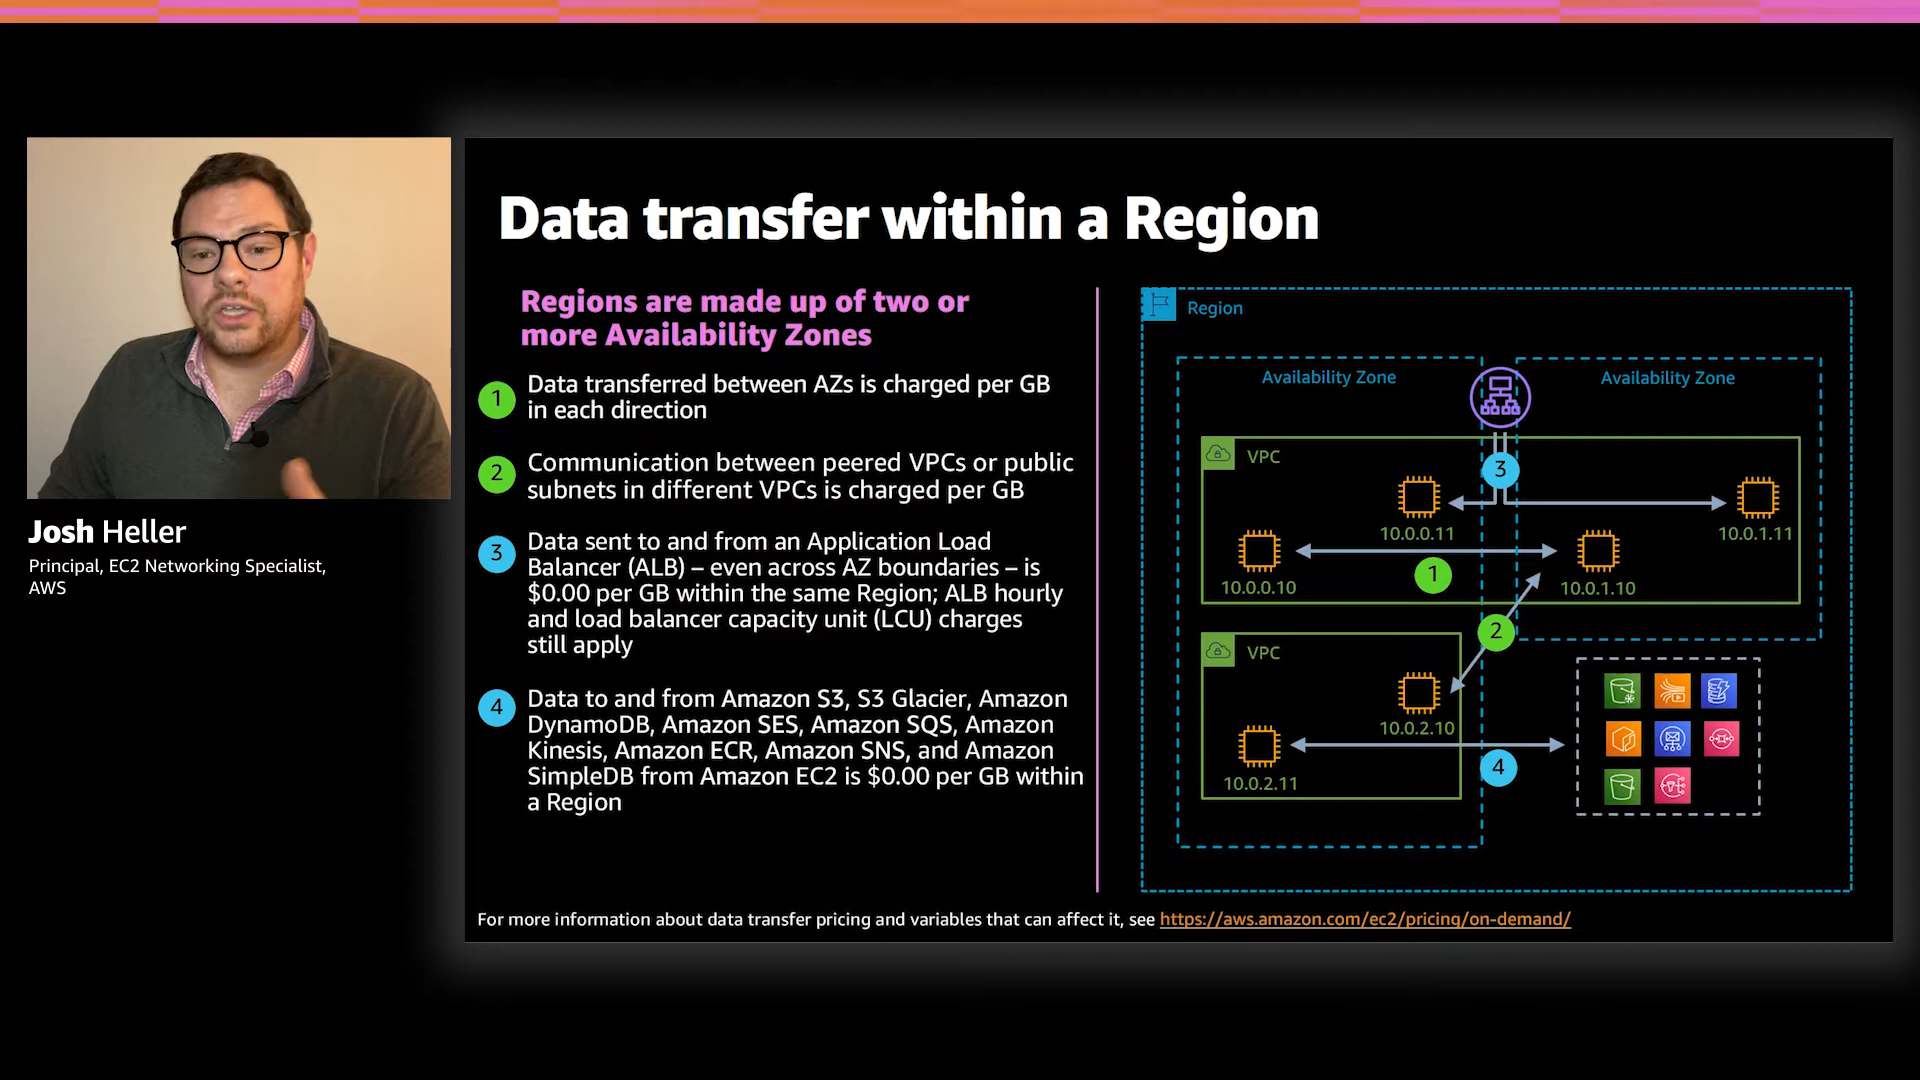 Data transfer within a Region
Regions are made up of two or
more Availability Zones
1
Data transferred between AZs is charged per GB
in each direction
2
Communication between peered VPCs or public
subnets in different VPCs is charged per GB
3
Data sent to and from an Application Load
Balancer (ALB) – even across AZ boundaries – is
$0.00 per GB within the same Region; ALB hourly
and load balancer capacity unit (LCU) charges
still apply
4
Data to and from Amazon S3, S3 Glacier, Amazon
DynamoDB, Amazon SES, Amazon SQS, Amazon
Kinesis, Amazon ECR, Amazon SNS, and Amazon
SimpleDB from Amazon EC2 is $0.00 per GB within
a Region
Region
Availability Zone
Availability Zone
VPC
3
10.0.0.11
10.0.1.11
1
10.0.0.10
10.0.1.10
2
VPC
10.0.2.10
4
10.0.2.11
For more information about data transfer pricing and variables that can affect it, see https://aws.amazon.com/ec2/pricing/on-demand/
Josh Heller
Principal, EC2 Networking Specialist,
AWS